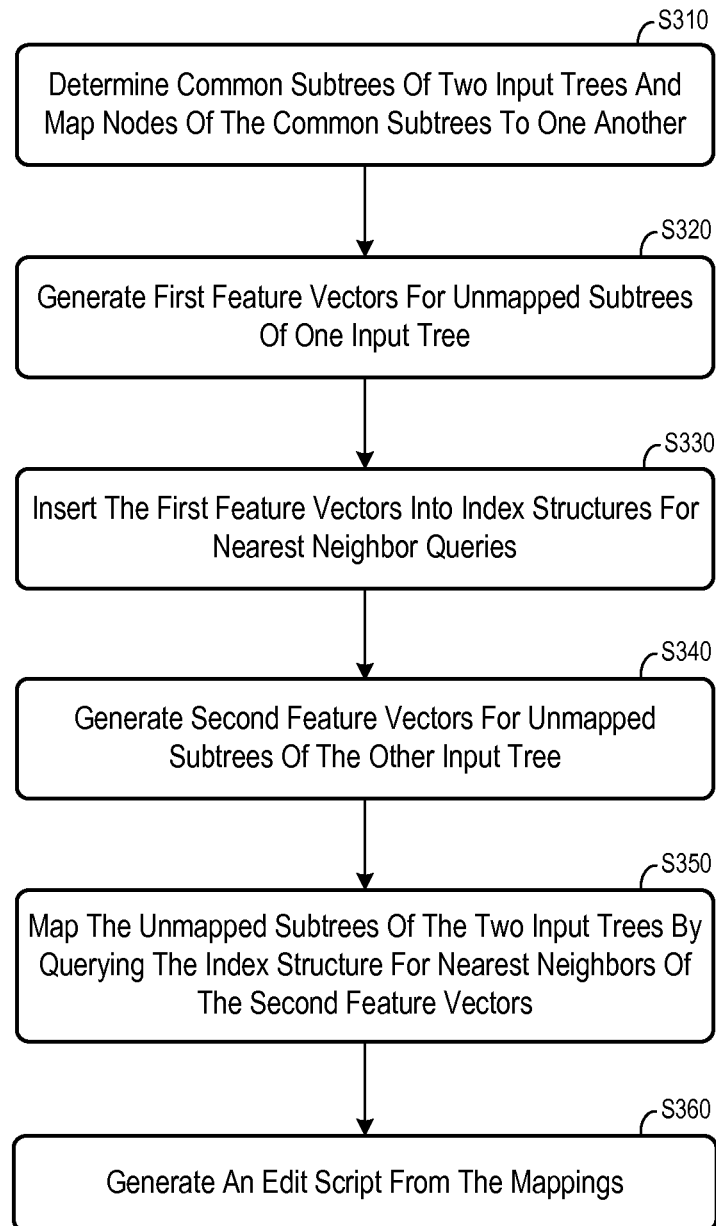 S310
Determine Common Subtrees Of Two Input Trees And
Map Nodes Of The Common Subtrees To One Another
S320
Generate First Feature Vectors For Unmapped Subtrees
Of One Input Tree
S330
Insert The First Feature Vectors Into Index Structures For
Nearest Neighbor Queries
S340
Generate Second Feature Vectors For Unmapped
Subtrees Of The Other Input Tree
S350
Map The Unmapped Subtrees Of The Two Input Trees By
Querying The Index Structure For Nearest Neighbors Of
The Second Feature Vectors
S360
Generate An Edit Script From The Mappings